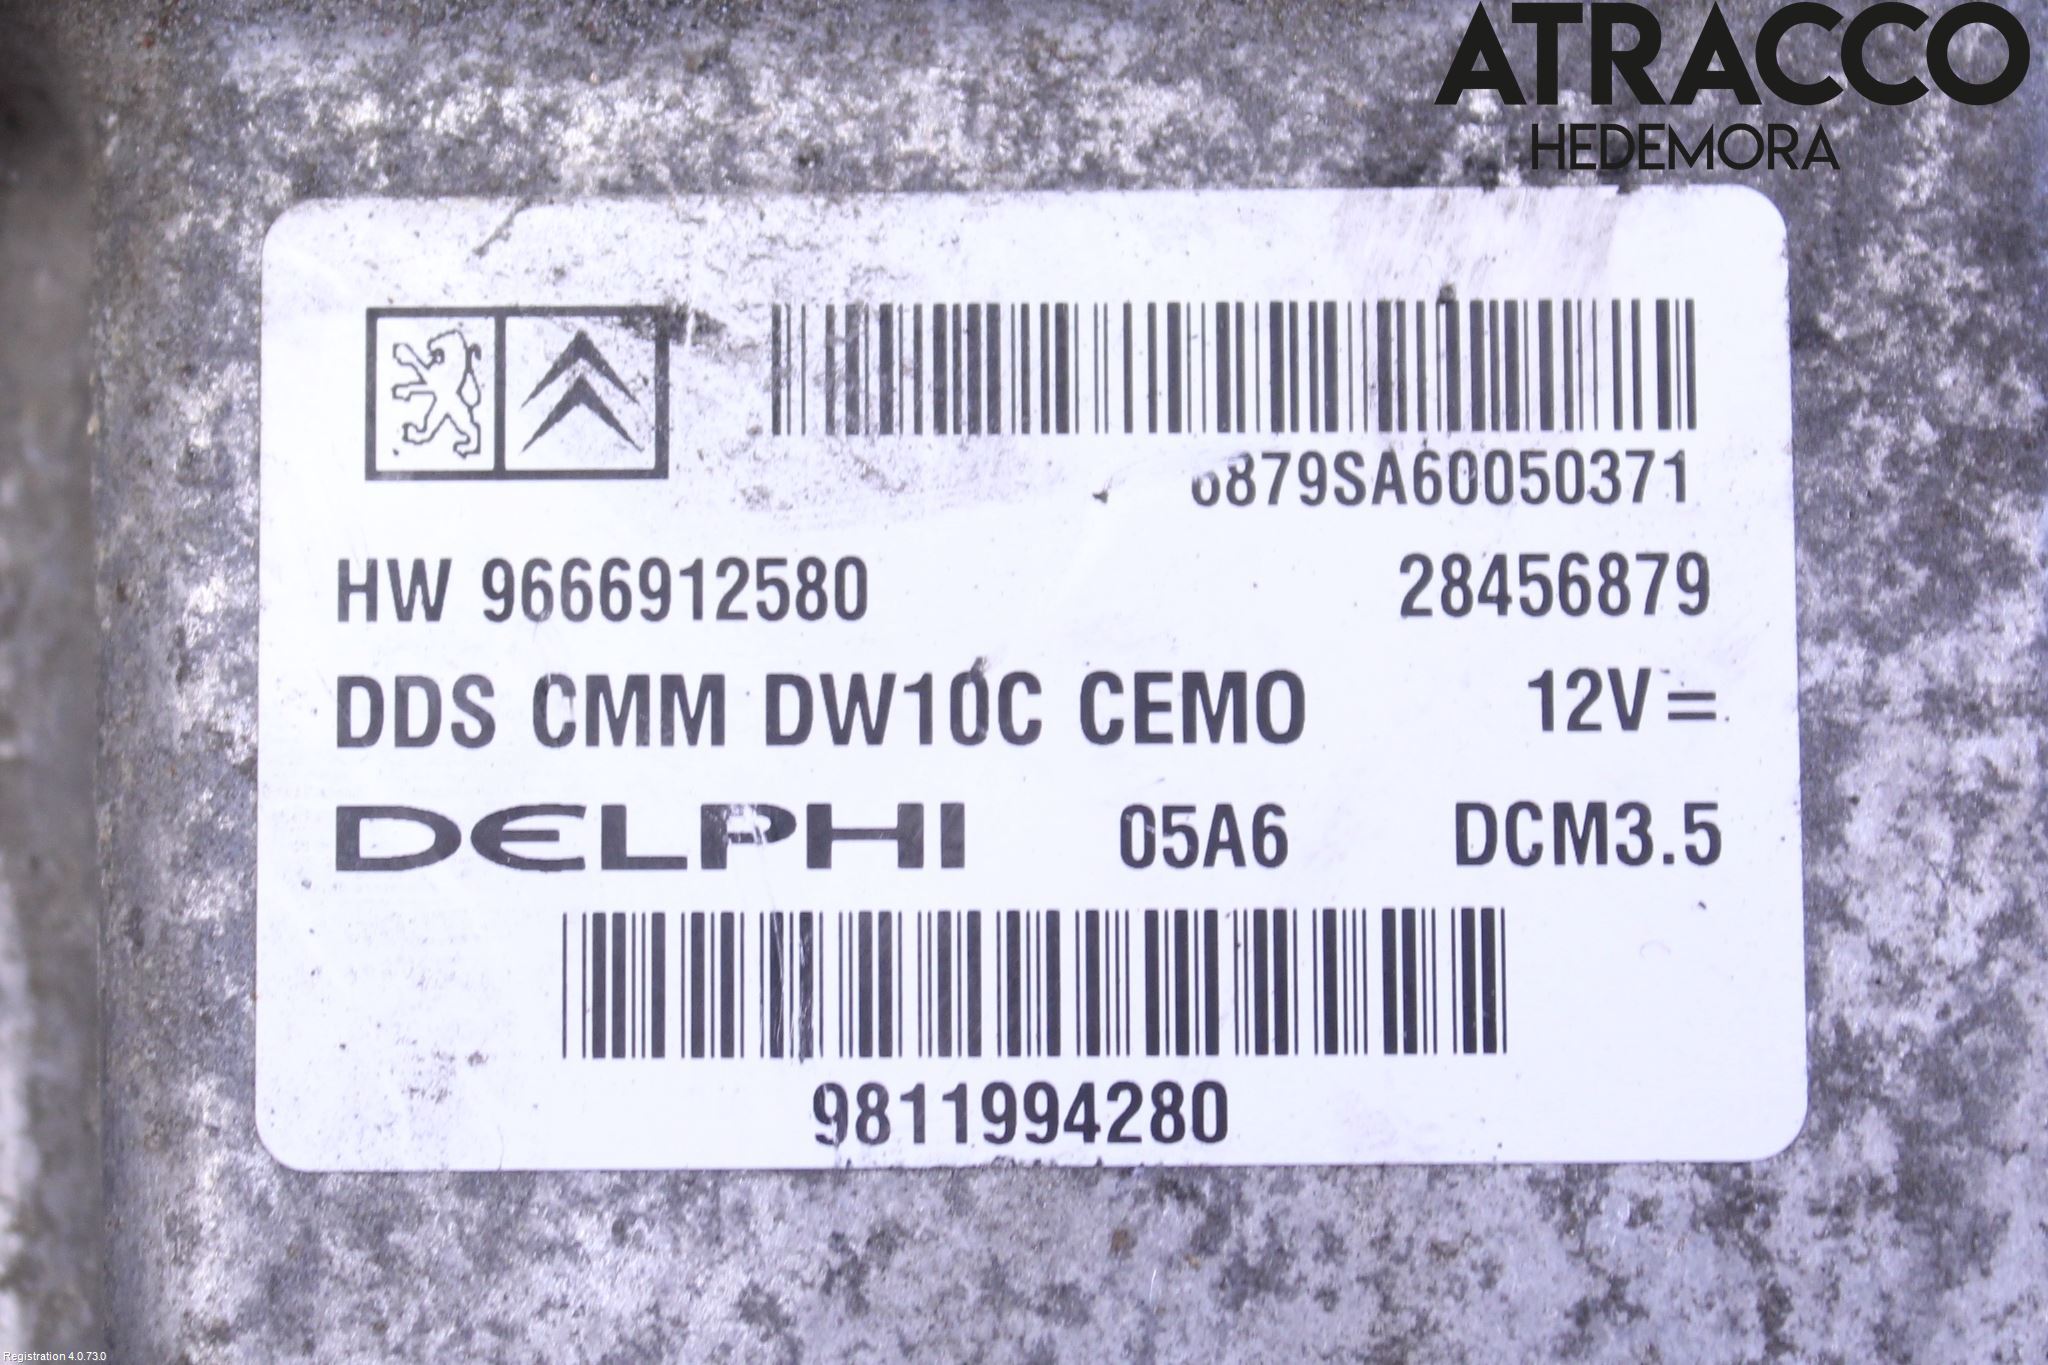 ATRACCO
HEDEMORA
6879SA60050371
HW 9666912580 28456879
DDS CMM DW10C CEMO 12V=
DELPHI 05A6 DCM3.5
9811994280
Registration 4.0.73.0